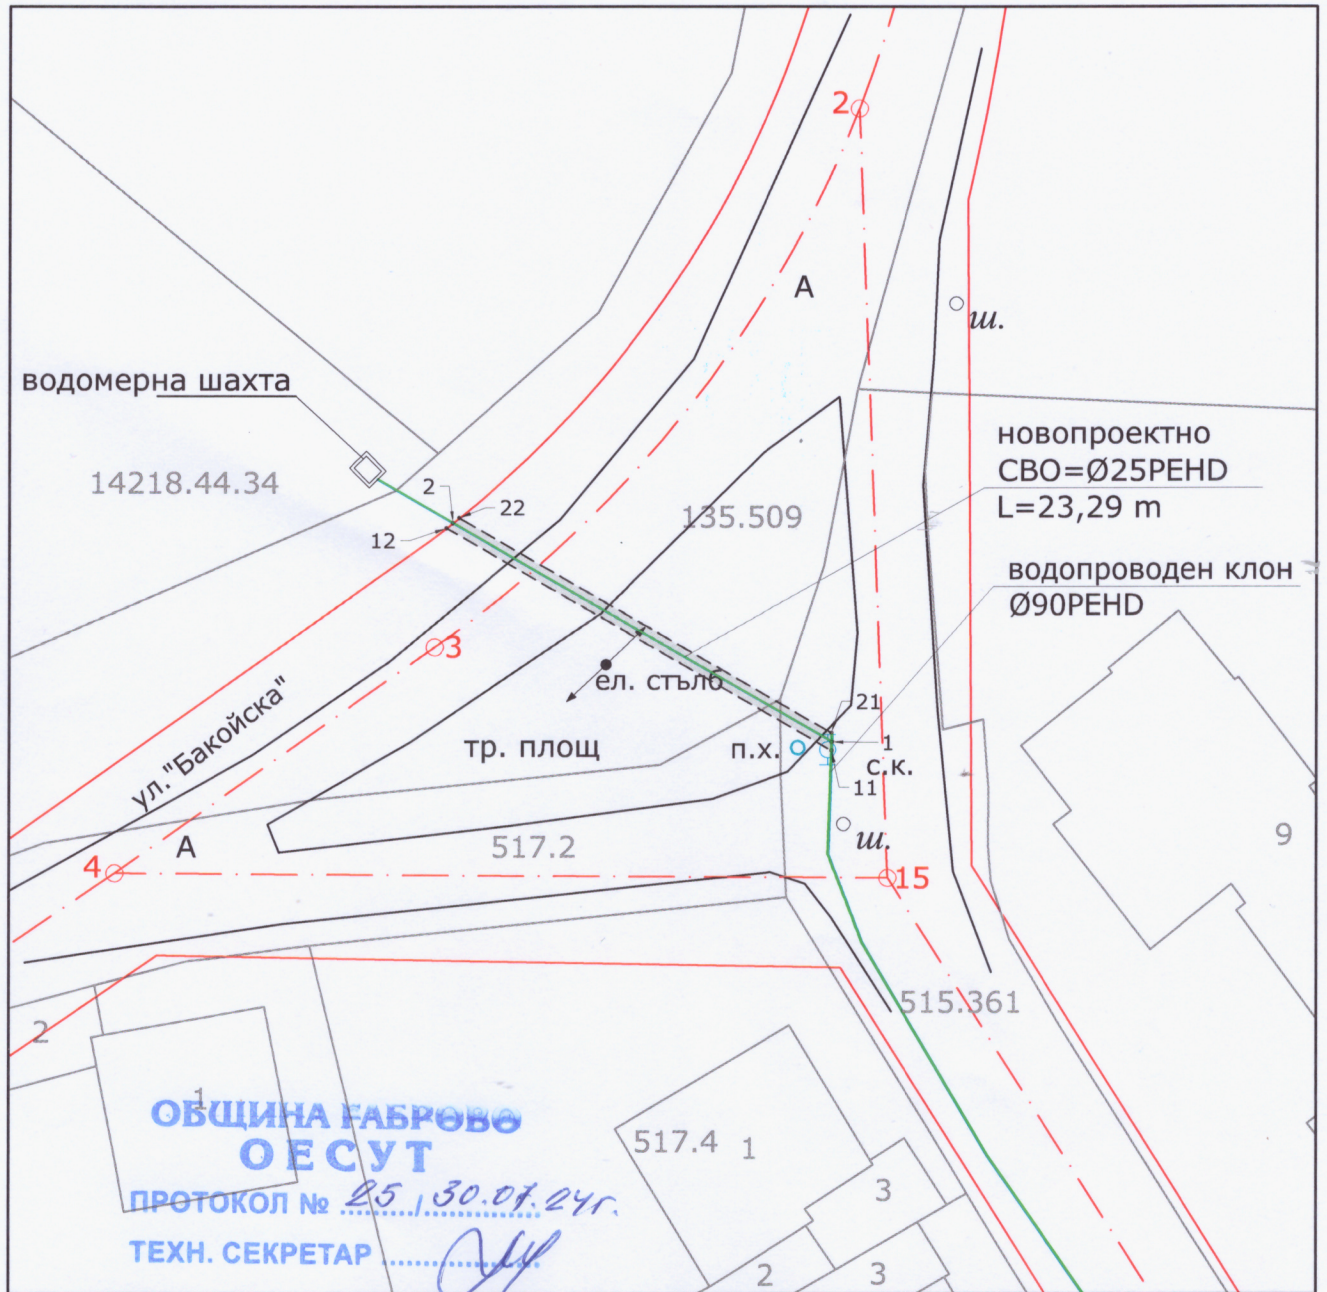 2
А
ш.
водомерна шахта
14218.44.34
новопроектно
СВО=Ø25PEHD
L=23,29 m
2
22
12
135.509
водопроводен клон
Ø90PEHD
3
ел. стълб
ул. "Бакойска"
21
тр. площ
п.х.
1
с.к.
11
ш.
А
517.2
9
4
15
515.361
2
1
ОБЩИНА ГАБРОВО
ОЕСУТ
517.4
1
ПРОТОКОЛ № 25 / 30.07.24г.
3
ТЕХН. СЕКРЕТАР
2
3